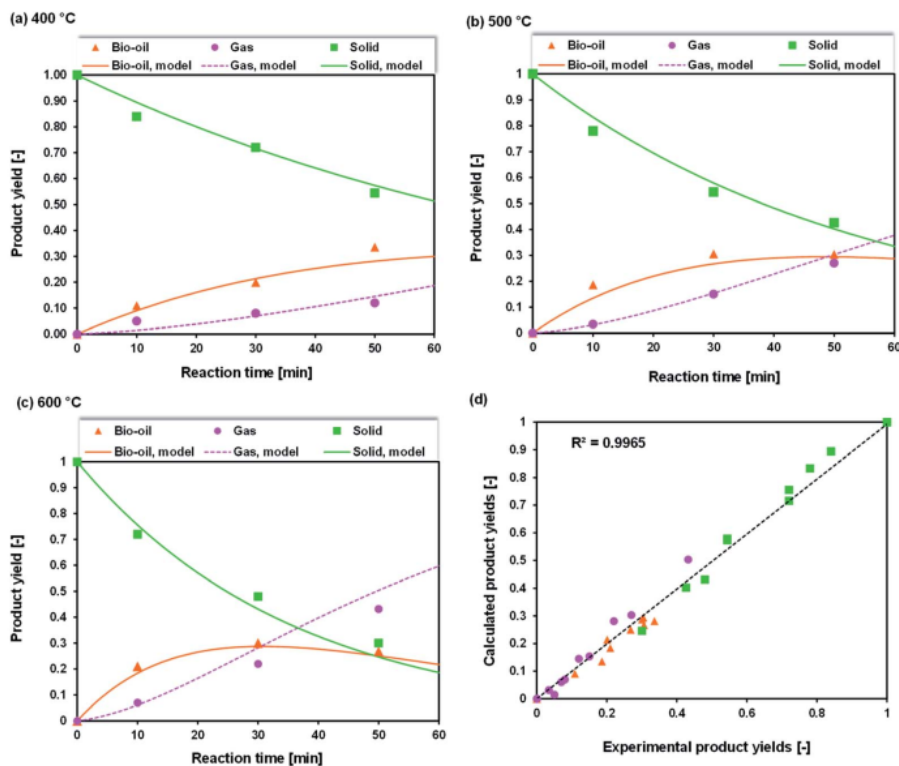 (a) 400 °C
Bio-oil Gas Solid
Bio-oil, model Gas, model Solid, model
1.00
0.90
0.80
0.70
0.60
0.50
0.40
0.30
0.20
0.10
0.00
0 10 20 30 40 50 60
Product yield [-]
Reaction time [min]
(b) 500 °C
Bio-oil Gas Solid
Bio-oil, model Gas, model Solid, model
1
0.9
0.8
0.7
0.6
0.5
0.4
0.3
0.2
0.1
0
0 10 20 30 40 50 60
Product yield [-]
Reaction time [min]
(c) 600 °C
Bio-oil Gas Solid
Bio-oil, model Gas, model Solid, model
1
0.9
0.8
0.7
0.6
0.5
0.4
0.3
0.2
0.1
0
0 10 20 30 40 50 60
Product yield [-]
Reaction time [min]
(d)
R² = 0.9965
1
0.9
0.8
0.7
0.6
0.5
0.4
0.3
0.2
0.1
0
0 0.2 0.4 0.6 0.8 1
Calculated product yields [-]
Experimental product yields [-]